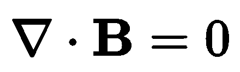 ∇ · B = 0